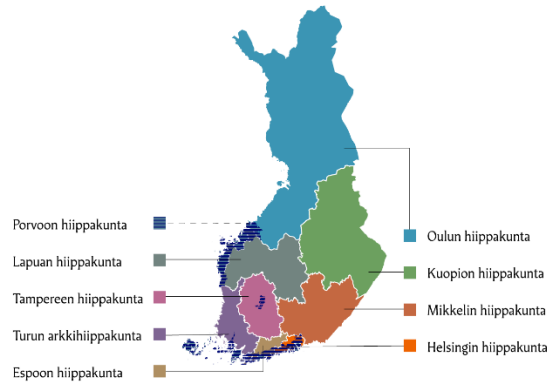 Porvoon hiippakunta
Lapuan hiippakunta
Tampereen hiippakunta
Turun arkkihiippakunta
Espoon hiippakunta
Oulun hiippakunta
Kuopion hiippakunta
Mikkelin hiippakunta
Helsingin hiippakunta